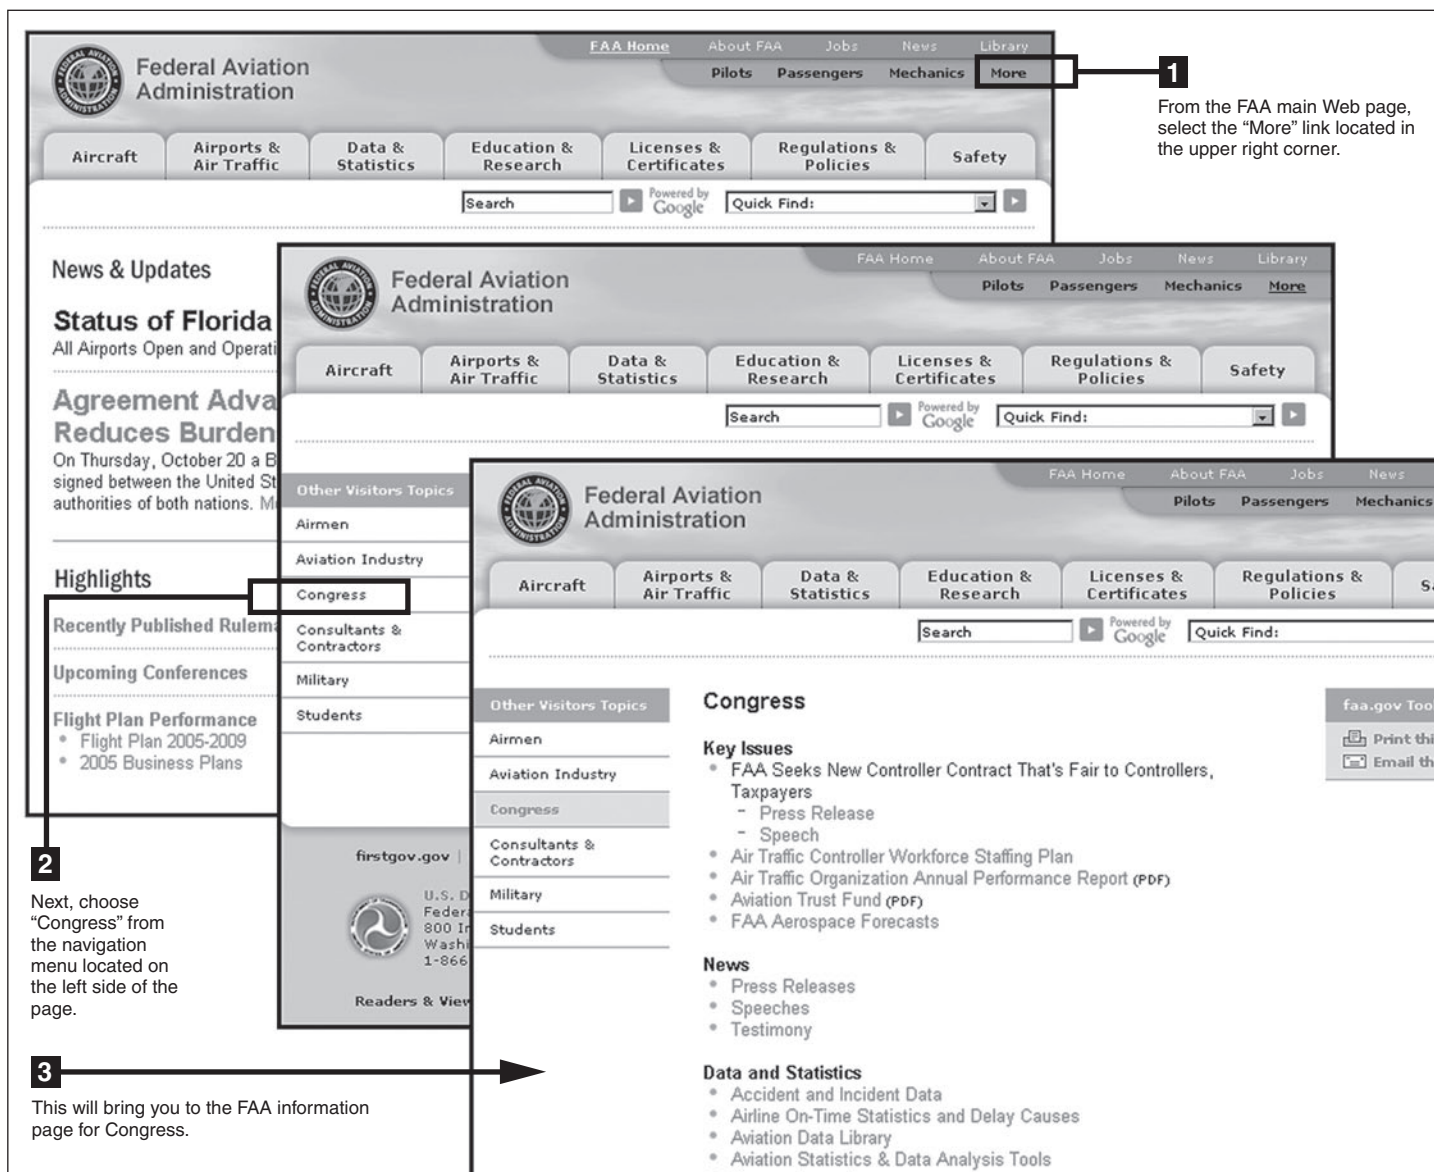 FAA Home About FAA Jobs News Library
Federal Aviation
Administration
Pilots Passengers Mechanics More
1
From the FAA main Web page,
select the “More” link located in
the upper right corner.
Aircraft
Airports &
Air Traffic
Data &
Statistics
Education &
Research
Licenses &
Certificates
Regulations &
Policies
Safety
Search
Powered by
Google
Quick Find:
News & Updates
Status of Florida
All Airports Open and Operati
Agreement Adva
Reduces Burden
On Thursday, October 20 a B
signed between the United St
authorities of both nations. M
Highlights
Recently Published Rulema
Upcoming Conferences
Flight Plan Performance
• Flight Plan 2005-2009
• 2005 Business Plans
FAA Home About FAA Jobs News Library
Federal Aviation
Administration
Pilots Passengers Mechanics More
Aircraft
Airports &
Air Traffic
Data &
Statistics
Education &
Research
Licenses &
Certificates
Regulations &
Policies
Safety
Search
Powered by
Google
Quick Find:
Other Visitors Topics
Airmen
Aviation Industry
Congress
Consultants &
Contractors
Military
Students
firstgov.gov |
U.S. D
Federa
800 In
Washi
1-866
Readers & View
2
Next, choose
“Congress” from
the navigation
menu located on
the left side of the
page.
FAA Home About FAA Jobs News
Federal Aviation
Administration
Pilots Passengers Mechanics
Aircraft
Airports &
Air Traffic
Data &
Statistics
Education &
Research
Licenses &
Certificates
Regulations &
Policies
Sa
Search
Powered by
Google
Quick Find:
Other Visitors Topics
Airmen
Aviation Industry
Congress
Consultants &
Contractors
Military
Students
Congress
Key Issues
• FAA Seeks New Controller Contract That's Fair to Controllers,
Taxpayers
– Press Release
– Speech
• Air Traffic Controller Workforce Staffing Plan
• Air Traffic Organization Annual Performance Report (PDF)
• Aviation Trust Fund (PDF)
• FAA Aerospace Forecasts
News
• Press Releases
• Speeches
• Testimony
Data and Statistics
• Accident and Incident Data
• Airline On-Time Statistics and Delay Causes
• Aviation Data Library
• Aviation Statistics & Data Analysis Tools
faa.gov Too
Print thi
Email th
3
This will bring you to the FAA information
page for Congress.